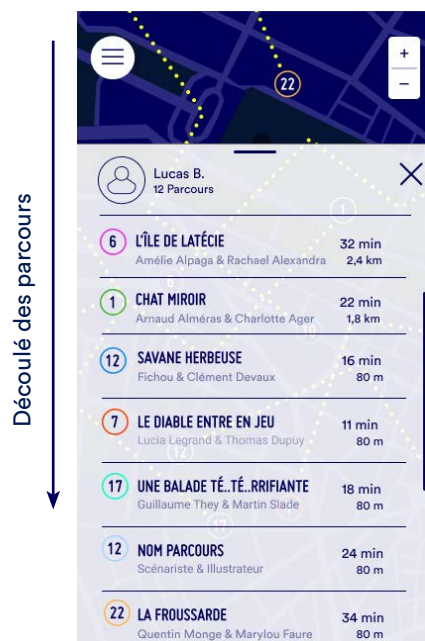 Découlé des parcours
+
22
–
Lucas B.
12 Parcours
1
6 L'ÎLE DE LATÉCIE 32 min
Amélie Alpaga & Rachael Alexandra 2,4 km
6
1 CHAT MIROIR 22 min
Arnaud Alméras & Charlotte Ager 1,8 km
12 SAVANE HERBEUSE 16 min
Fichou & Clément Devaux 80 m
7 LE DIABLE ENTRE EN JEU 11 min
Lucia Legrand & Thomas Dupuy 80 m
12
17 UNE BALADE TÉ..TÉ..RRIFIANTE 18 min
Guillaume They & Martin Slade 80 m
17
12 NOM PARCOURS 24 min
Scénariste & Illustrateur 80 m
22 LA FROUSSARDE 34 min
Quentin Monge & Marylou Faure 80 m